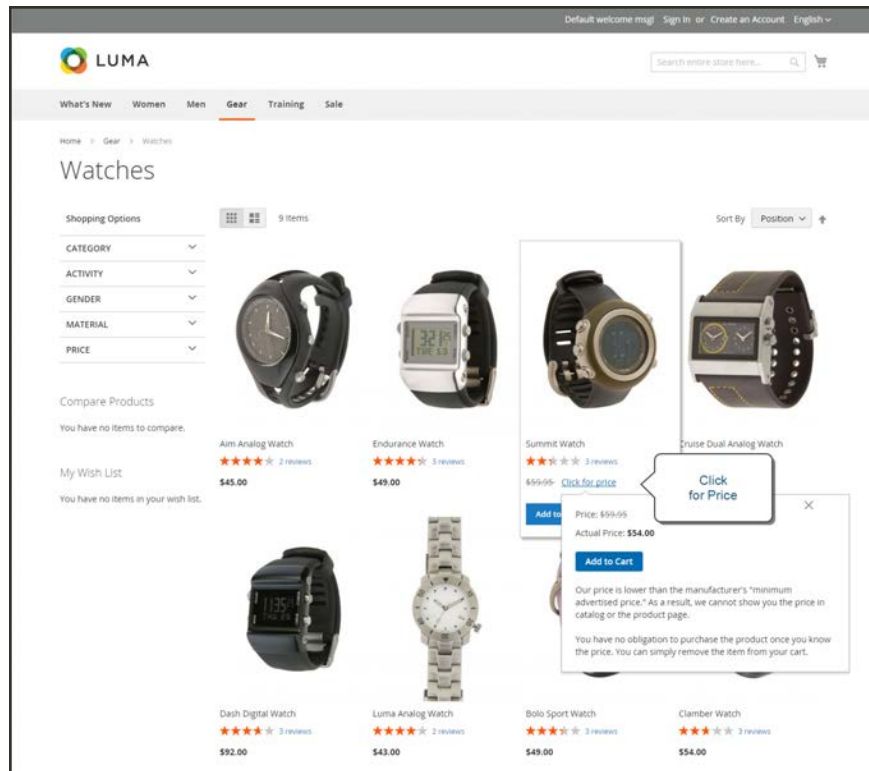 Default welcome msg! Sign In or Create an Account English
LUMA
Search entire store here...
What's New Women Men Gear Training Sale
Home > Gear > Watches
Watches
Shopping Options
9 Items
Sort By Position
CATEGORY
ACTIVITY
GENDER
MATERIAL
PRICE
Compare Products
You have no items to compare.
My Wish List
You have no items in your wish list.
Aim Analog Watch
2 reviews
$45.00
Endurance Watch
3 reviews
$49.00
Summit Watch
3 reviews
$59.95 Click for price
Add to
Cruise Dual Analog Watch
Click
for Price
Price: $59.95
Actual Price: $54.00
Add to Cart
Our price is lower than the manufacturer's "minimum
advertised price." As a result, we cannot show you the price in
catalog or the product page.
You have no obligation to purchase the product once you know
the price. You can simply remove the item from your cart.
Dash Digital Watch
3 reviews
$92.00
Luma Analog Watch
2 reviews
$43.00
Bolo Sport Watch
3 reviews
$49.00
Clamber Watch
3 reviews
$54.00